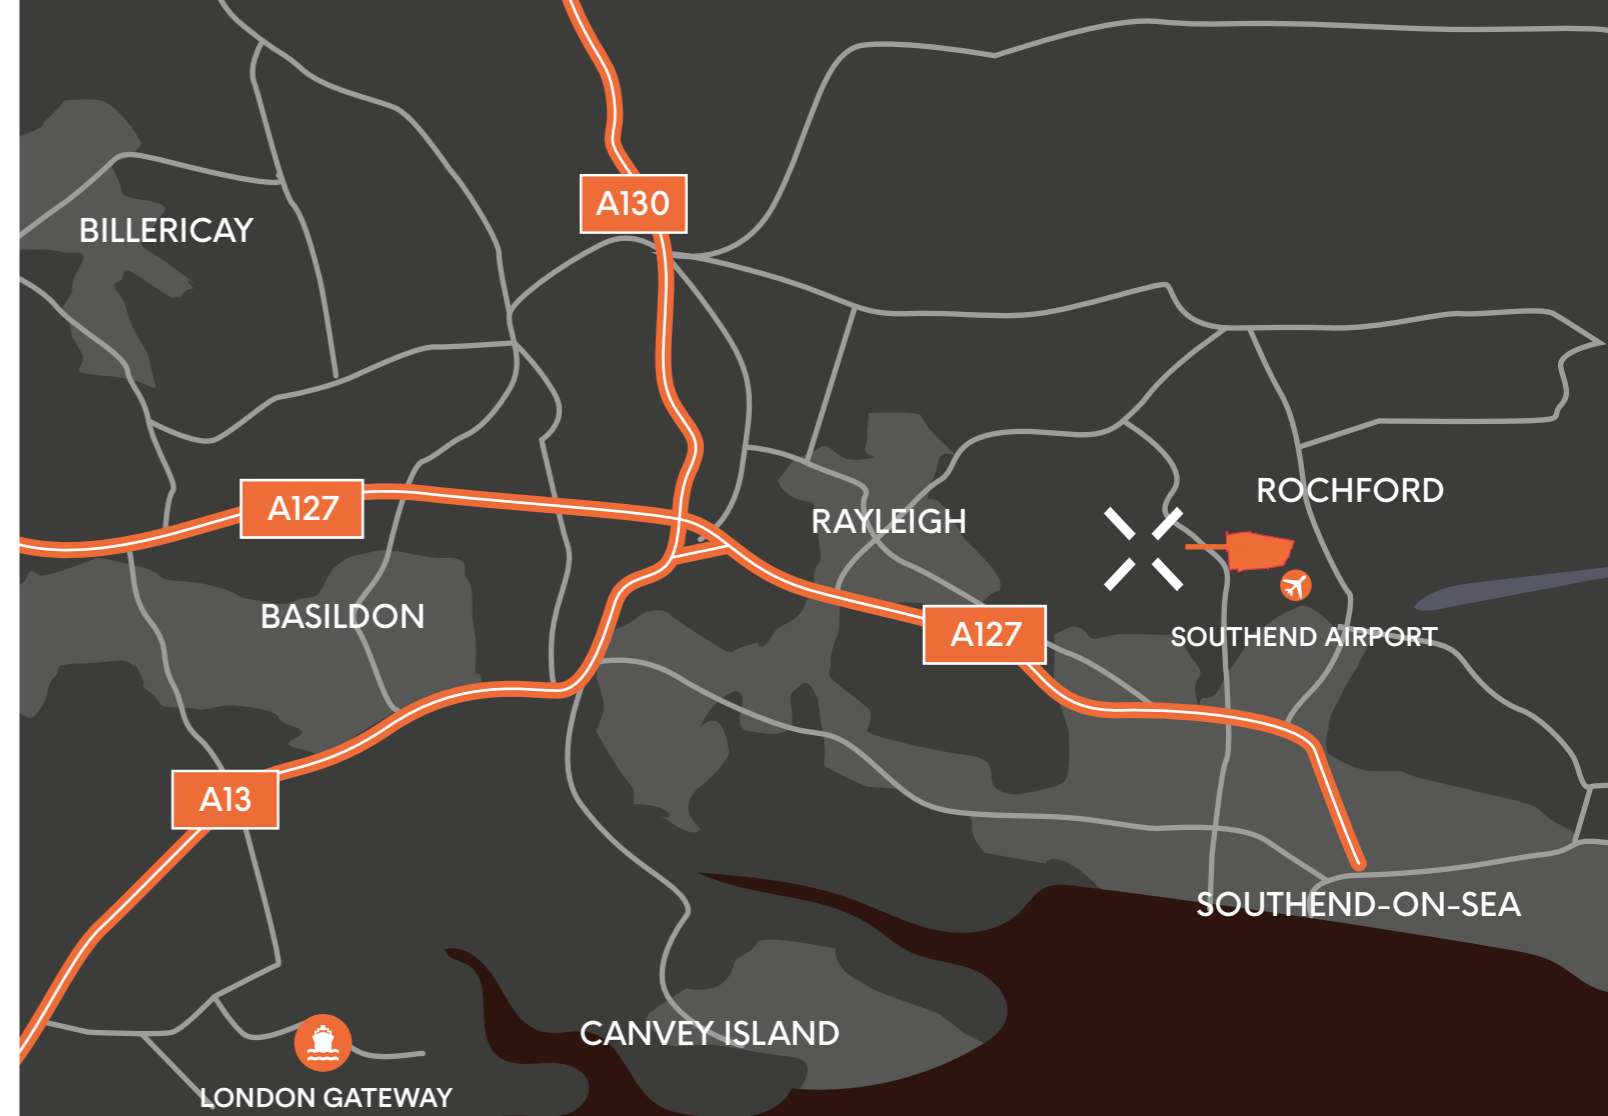 A130
BILLERICAY
ROCHFORD
A127
RAYLEIGH
BASILDON
A127
SOUTHEND AIRPORT
A13
SOUTHEND-ON-SEA
CANVEY ISLAND
LONDON GATEWAY